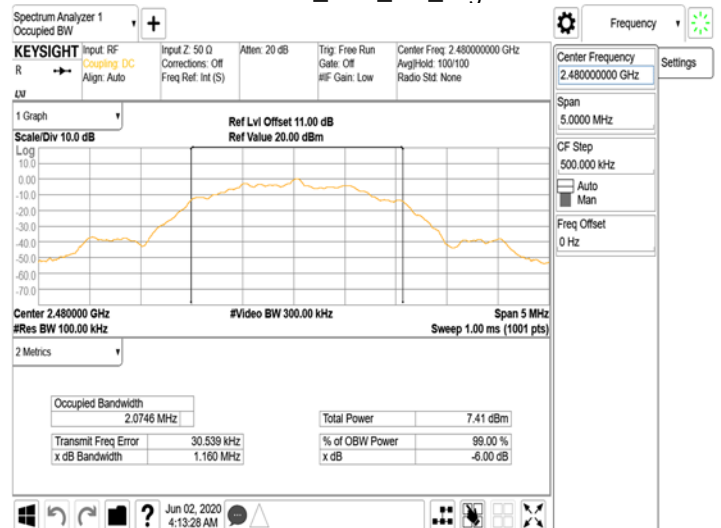 Spectrum Analyzer 1
Occupied BW
Frequency
KEYSIGHT
R
LXI
Input: RF
Coupling: DC
Align: Auto
Input Z: 50 Ω
Corrections: Off
Freq Ref: Int (S)
Atten: 20 dB
Trig: Free Run
Gate: Off
#IF Gain: Low
Center Freq: 2.480000000 GHz
Avg|Hold: 100/100
Radio Std: None
Center Frequency
2.480000000 GHz
Settings
Span
5.0000 MHz
CF Step
500.000 kHz
Auto
Man
Freq Offset
0 Hz
1 Graph
Scale/Div 10.0 dB
Ref Lvl Offset 11.00 dB
Ref Value 20.00 dBm
Log
10.0
0.00
-10.0
-20.0
-30.0
-40.0
-50.0
-60.0
-70.0
Center 2.480000 GHz
#Res BW 100.00 kHz
#Video BW 300.00 kHz
Span 5 MHz
Sweep 1.00 ms (1001 pts)
2 Metrics
Occupied Bandwidth
2.0746 MHz
Total Power 7.41 dBm
Transmit Freq Error 30.539 kHz
% of OBW Power 99.00 %
x dB Bandwidth 1.160 MHz
x dB -6.00 dB
?
Jun 02, 2020
4:13:28 AM